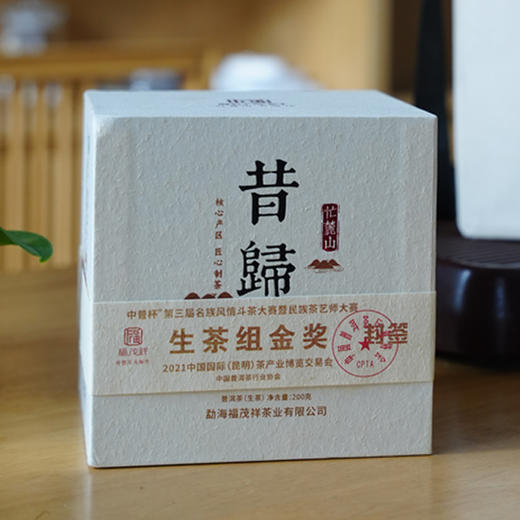 昔歸
忙麓山
核心产区 匠心制茶
中普杯"第三届名族风情斗茶大赛暨民族茶艺师大赛
生茶组金奖
福茂祥
2021中国国际（昆明）茶产业博览交易会
中国普洱茶行业协会
CPTA
普洱茶（生茶）净含量:200克
勐海福茂祥茶业有限公司